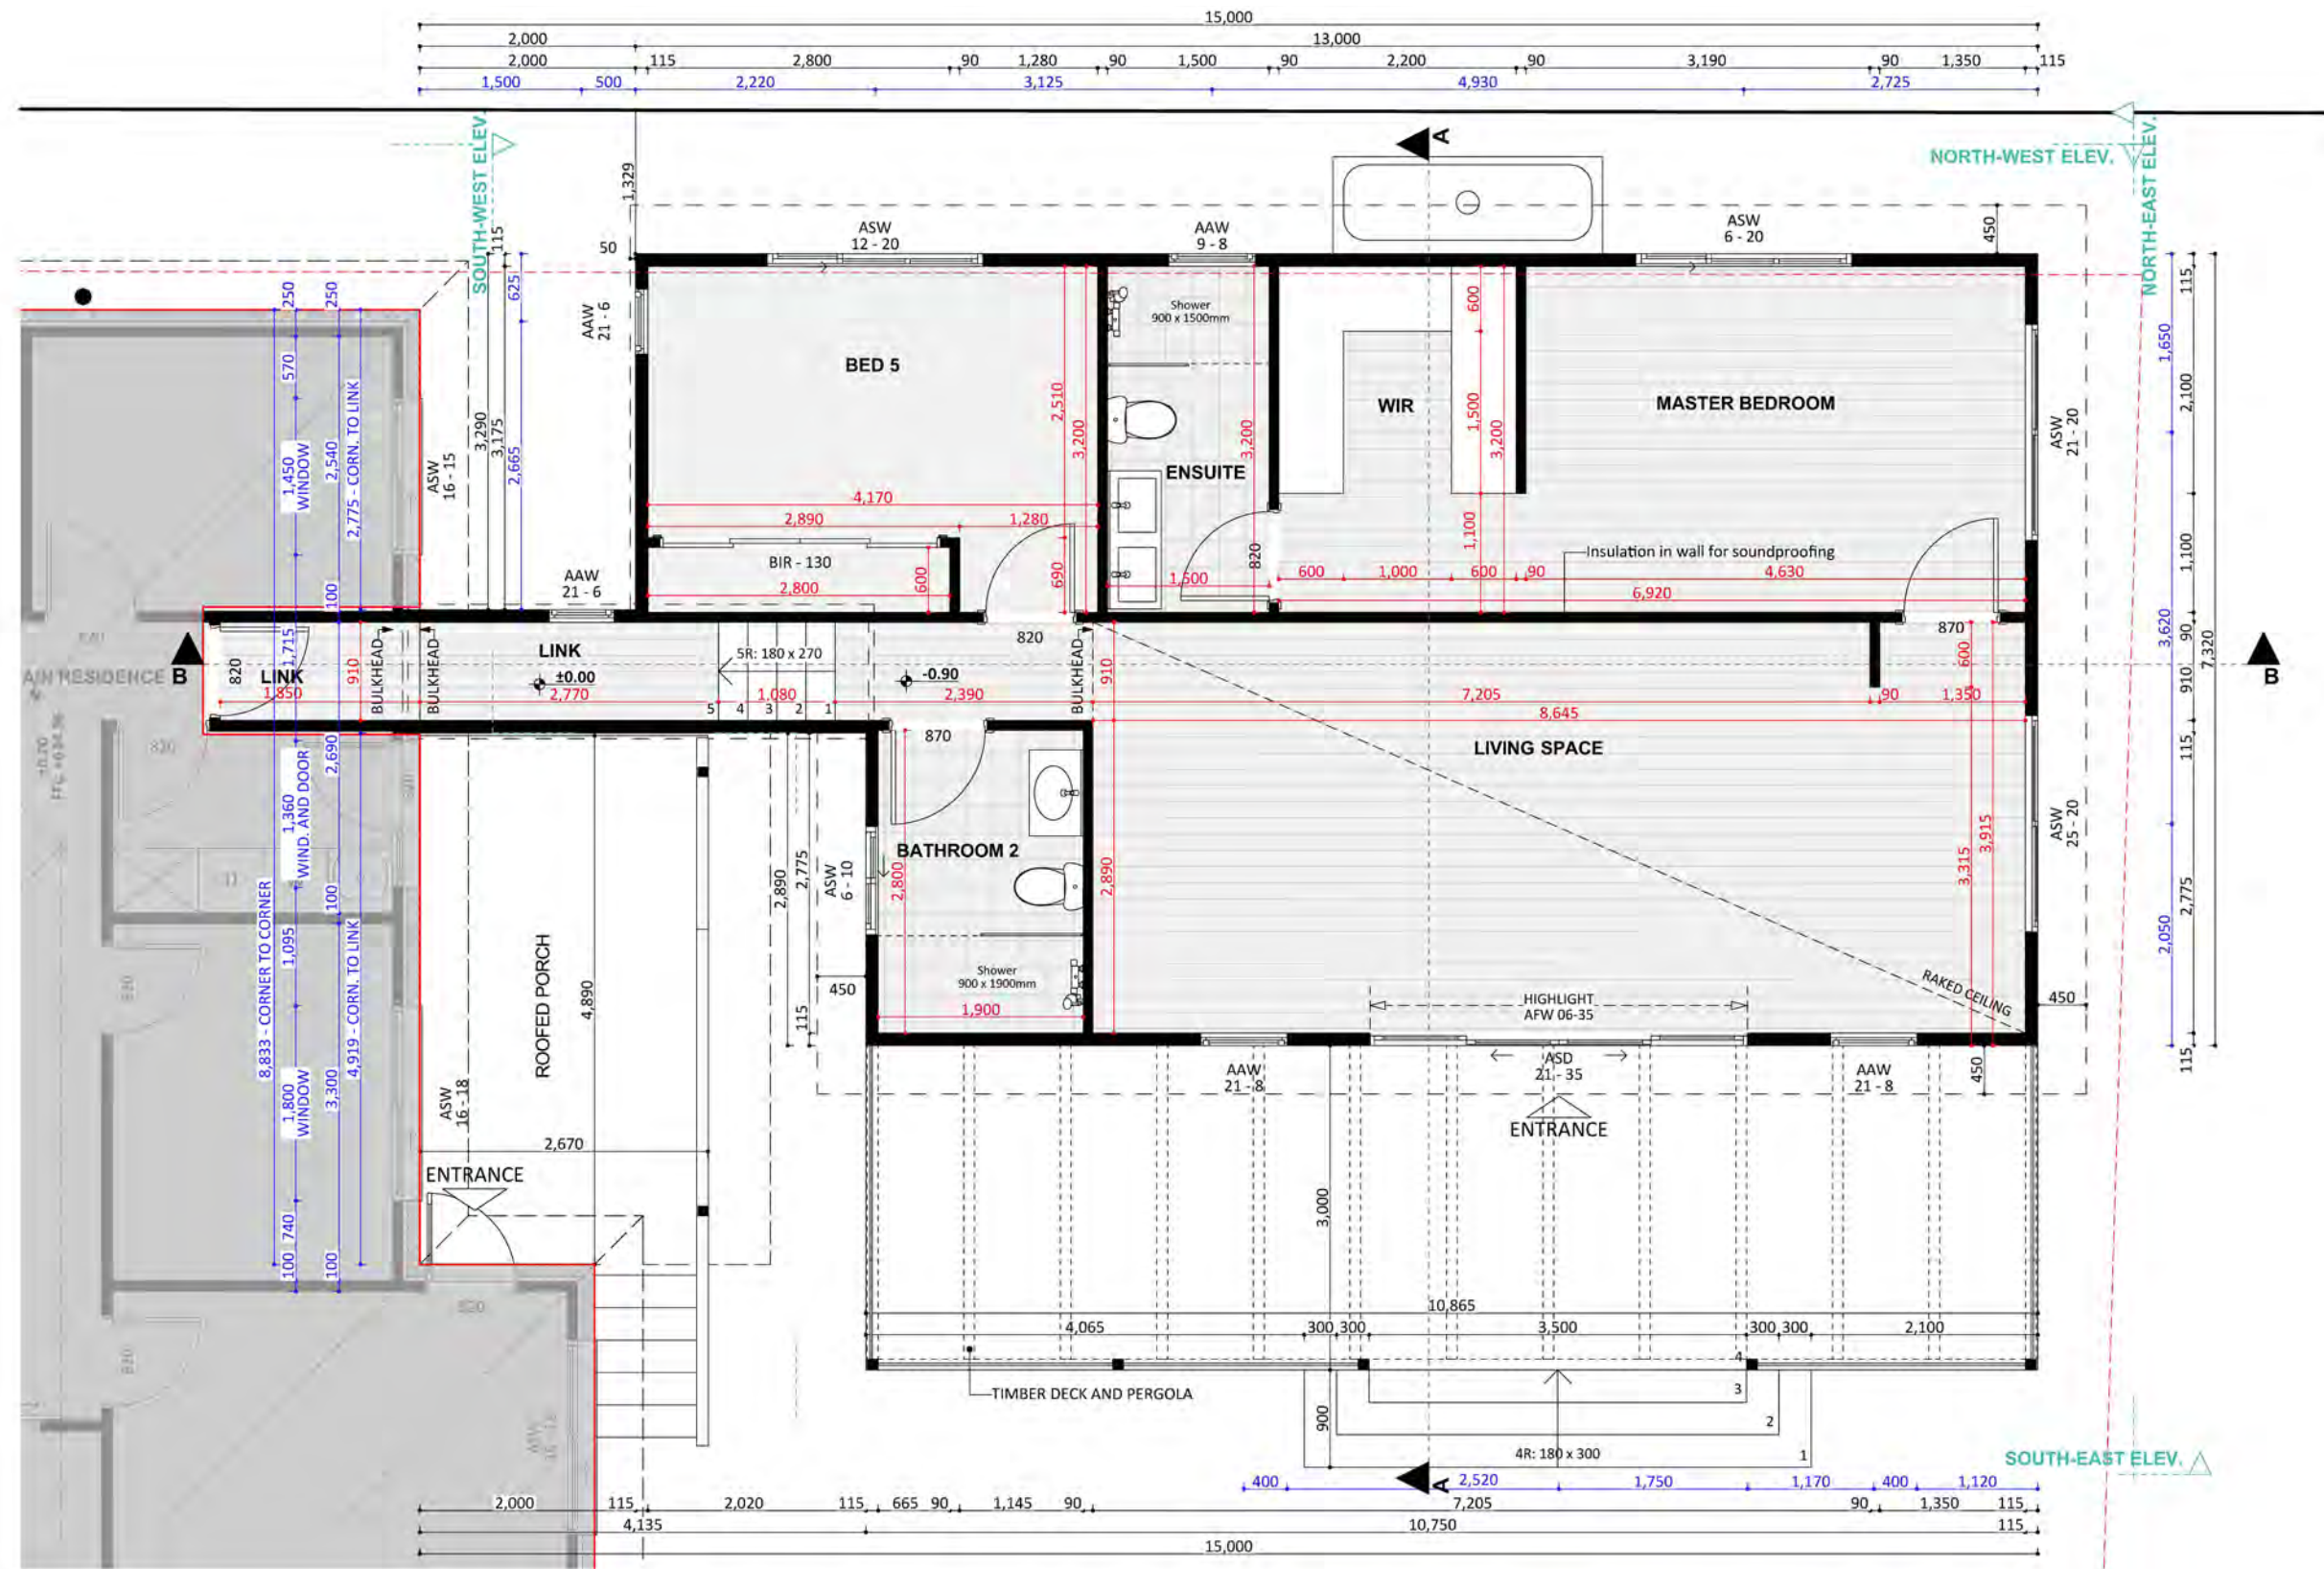 15,000
2,000 13,000
2,000 115 2,800 90 1,280 90 1,500 90 2,200 90 3,190 90 1,350 115
1,500 500 2,220 3,125 4,930 2,725
SOUTH-WEST ELEV.
A
NORTH-WEST ELEV.
NORTH-EAST ELEV.
1,329
115
50
625
ASW
12 - 20
AAW
9 - 8
ASW
6 - 20
450
AAW
21 - 6
3,290
3,175
2,665
ASW
16 - 15
250
250
570
1,450
WINDOW
2,540
2,775 - CORN. TO LINK
100
BED 5
2,510
3,200
4,170
2,890
1,280
BIR - 130
2,800
600
690
Shower
900 x 1500mm
ENSUITE
3,200
1,500
820
WIR
600
1,500
3,200
1,100
600
1,000
600
90
4,630
6,920
Insulation in wall for soundproofing
MASTER BEDROOM
ASW
21 - 20
115
1,650
2,100
1,100
3,620
90
7,320
910
115
2,050
2,775
115
AAW
21 - 6
B
820
LINK
1,850
1,715
910
BULKHEAD
BULKHEAD
LINK
±0.00
2,770
5R: 180 x 270
1,080
5 4 3 2 1
-0.90
2,390
820
BULKHEAD
910
7,205
90
1,350
8,645
870
600
B
LIVING SPACE
3,315
3,915
ASW
25 - 20
RAKED CEILING
450
450
870
BATHROOM 2
2,800
2,890
Shower
900 x 1900mm
1,900
ASW
6 - 10
2,890
2,775
115
450
ROOFED PORCH
4,890
2,670
ASW
16 - 18
ENTRANCE
2,690
1,360
WIND. AND DOOR
100
1,095
8,833 - CORNER TO CORNER
4,919 - CORN. TO LINK
1,800
WINDOW
3,300
740
100
100
820
820
820
820
HIGHLIGHT
AFW 06-35
AAW
21 - 8
ASD
21 - 35
AAW
21 - 8
ENTRANCE
3,000
10,865
4,065 300 300 3,500 300 300 2,100
TIMBER DECK AND PERGOLA
900
4
3
2
1
4R: 180 x 300
SOUTH-EAST ELEV.
A
400 2,520 1,750 1,170 400 1,120
2,000 115 2,020 115 665 90 1,145 90 7,205 90 1,350 115
4,135 10,750 115
15,000